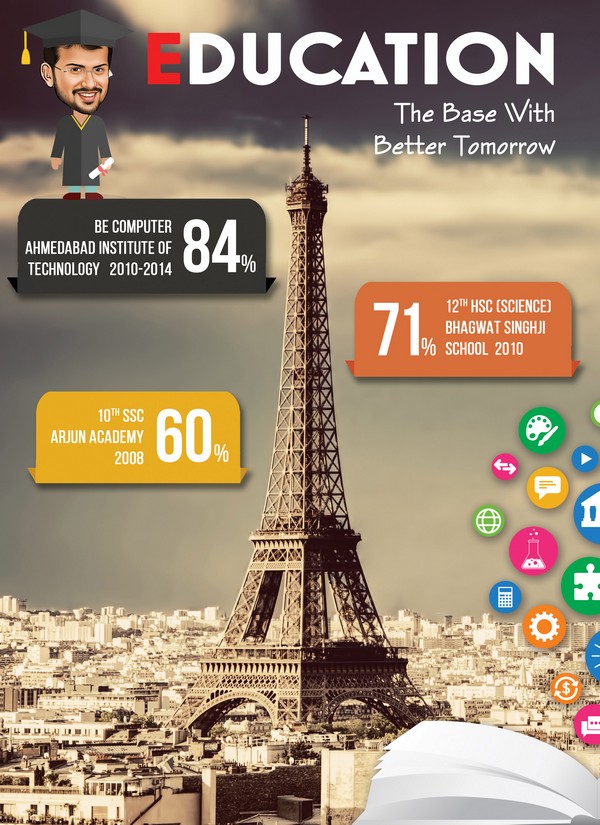 EDUCATION
The Base With
Better Tomorrow
BE COMPUTER
AHMEDABAD INSTITUTE OF
TECHNOLOGY 2010-2014
84%
71%
12TH HSC (SCIENCE)
BHAGWAT SINGHJI
SCHOOL 2010
10TH SSC
ARJUN ACADEMY
2008
60%
$